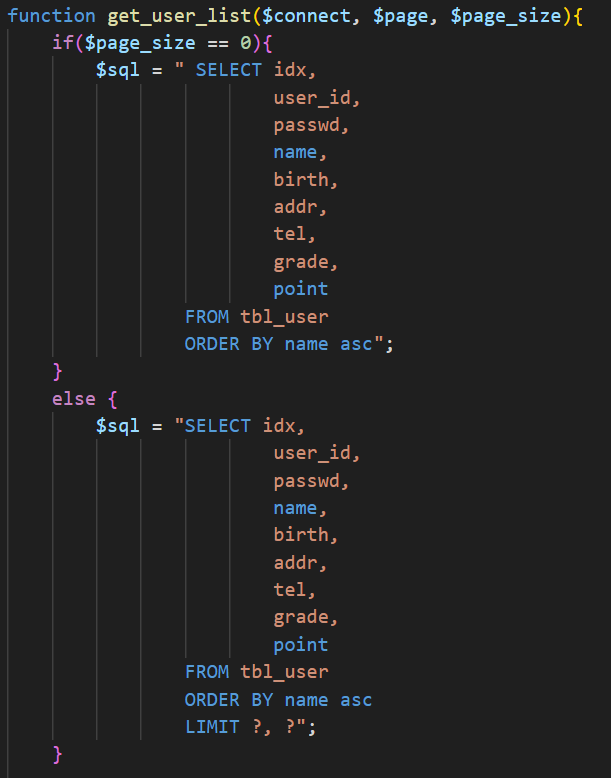 function get_user_list($connect, $page, $page_size){
if($page_size == 0){
$sql = " SELECT idx,
user_id,
passwd,
name,
birth,
addr,
tel,
grade,
point
FROM tbl_user
ORDER BY name asc";
}
else {
$sql = "SELECT idx,
user_id,
passwd,
name,
birth,
addr,
tel,
grade,
point
FROM tbl_user
ORDER BY name asc
LIMIT ?, ?";
}